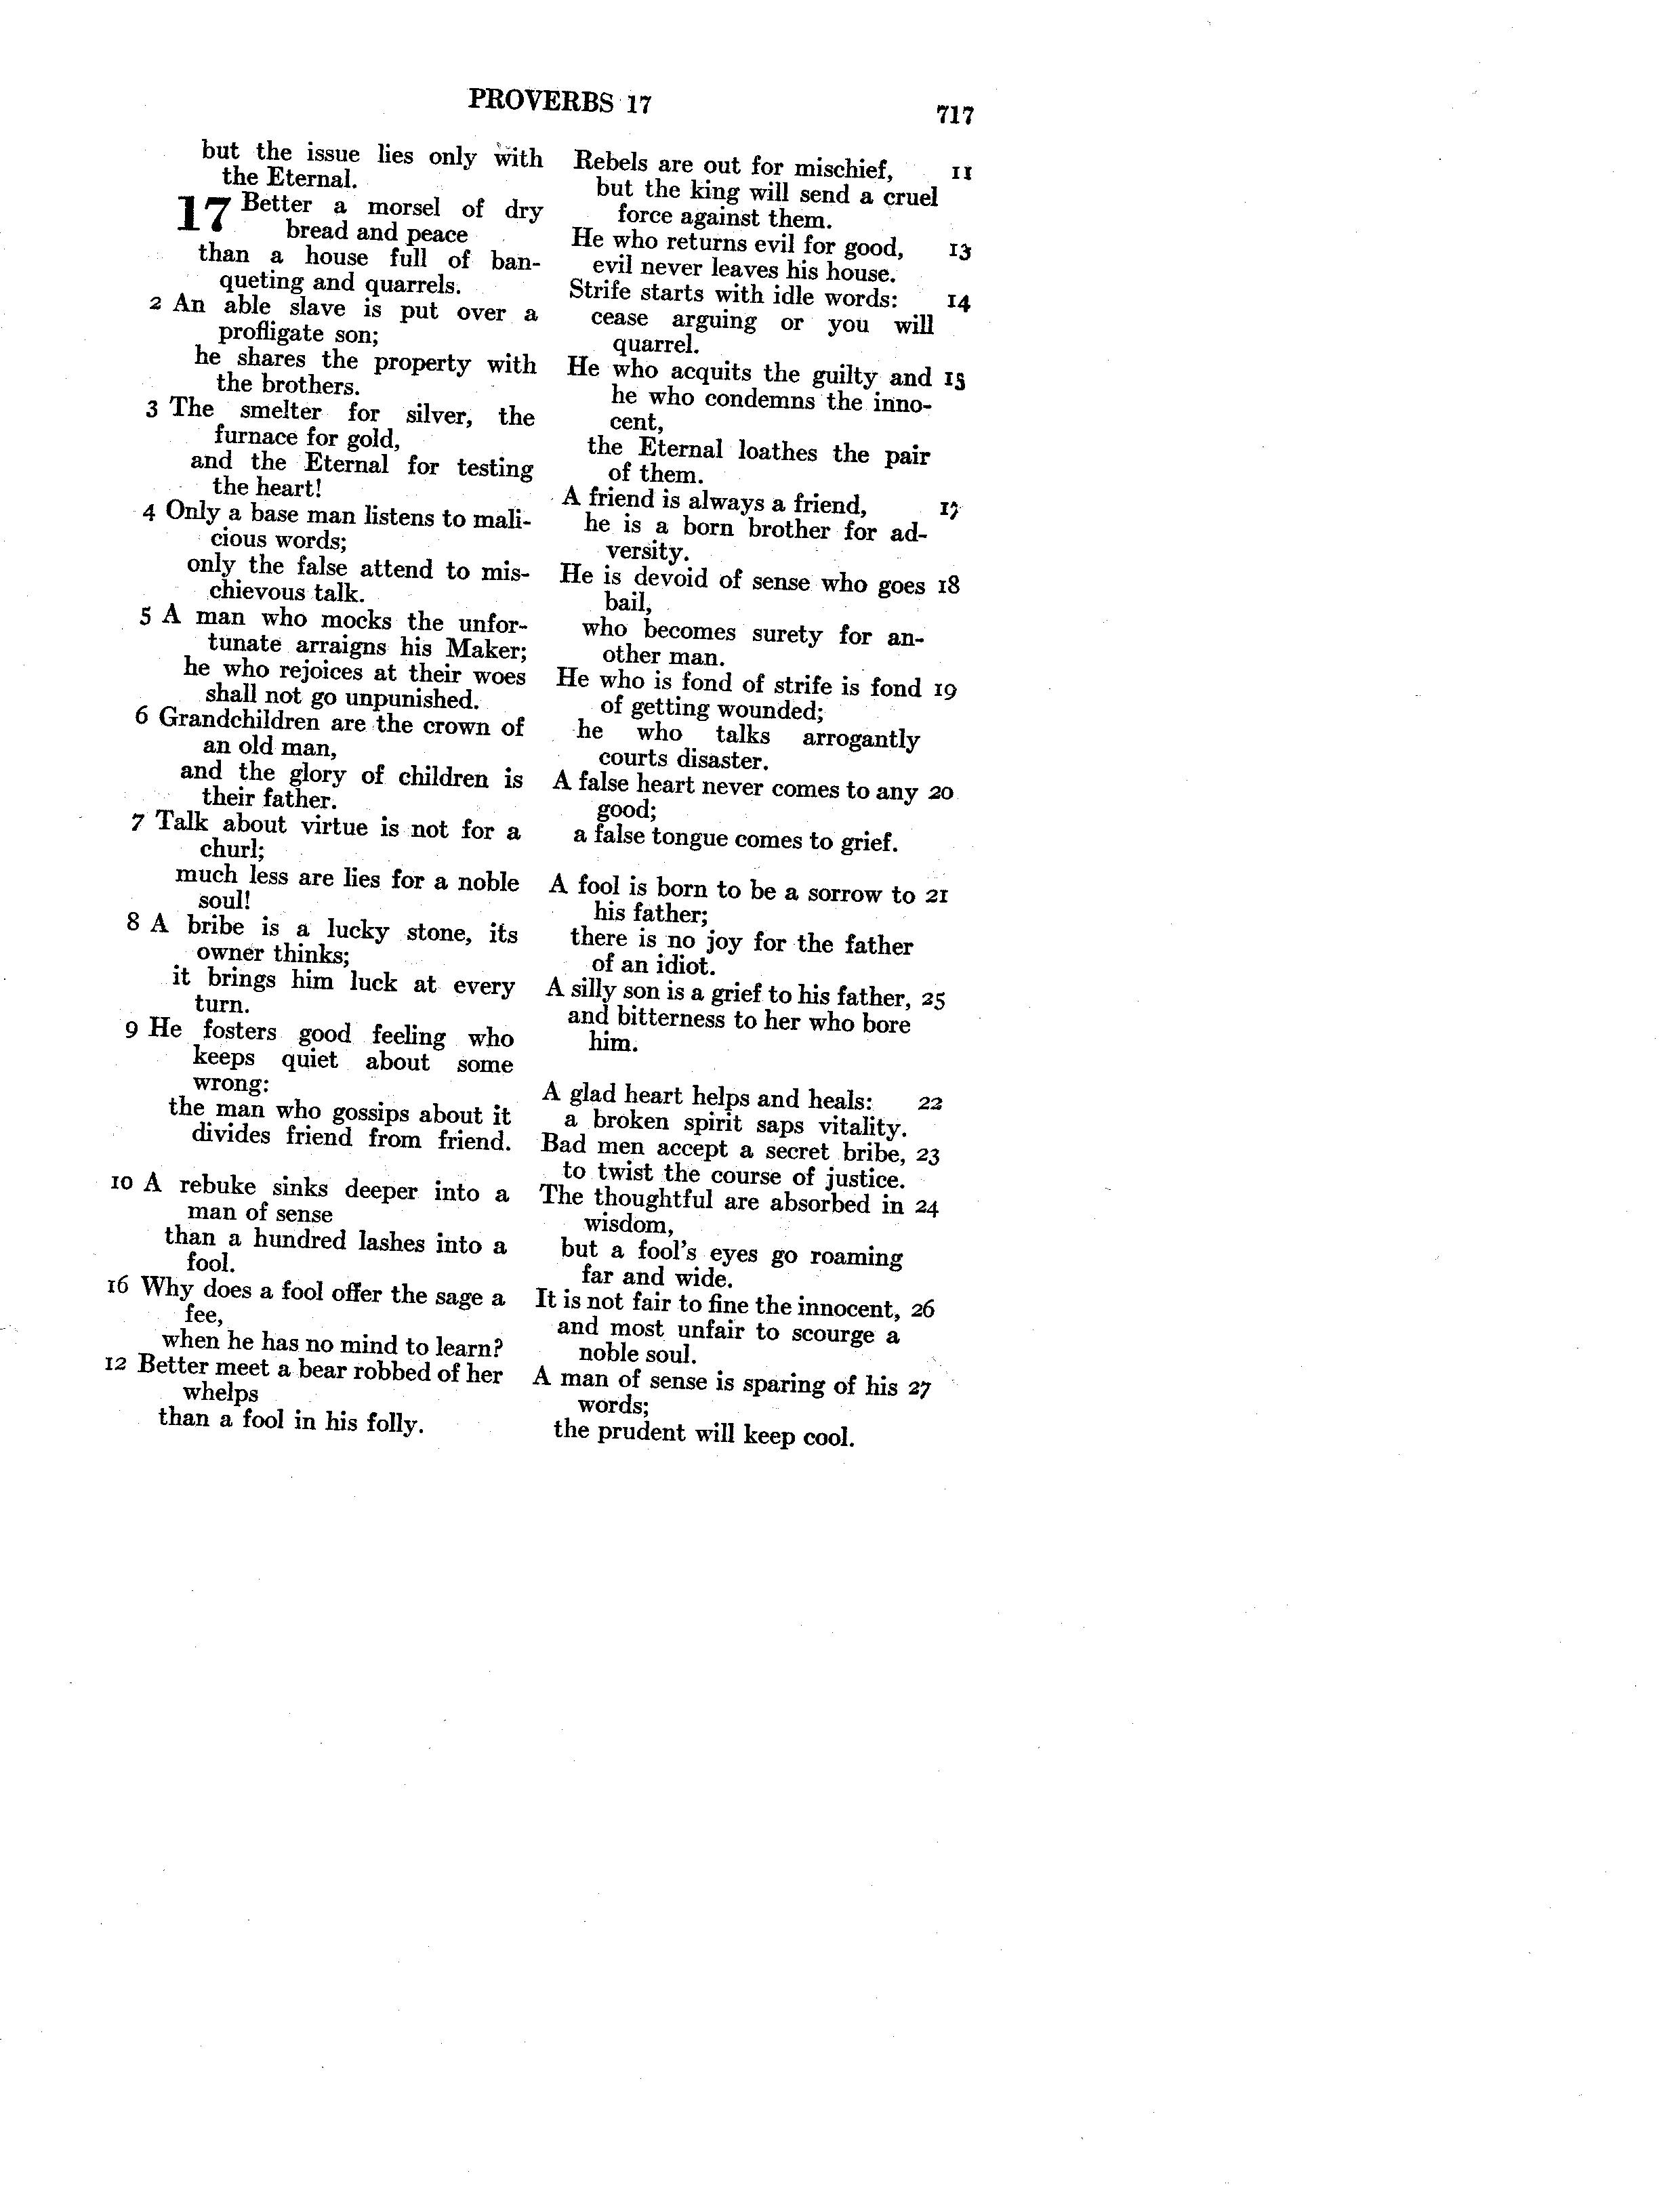 PROVERBS 17
717
but the issue lies only with
the Eternal.
17 Better a morsel of dry
bread and peace
than a house full of ban-
queting and quarrels.
2 An able slave is put over a
profligate son;
he shares the property with
the brothers.
3 The smelter for silver, the
furnace for gold,
and the Eternal for testing
the heart!
4 Only a base man listens to mali-
cious words;
only the false attend to mis-
chievous talk.
5 A man who mocks the unfor-
tunate arraigns his Maker;
he who rejoices at their woes
shall not go unpunished.
6 Grandchildren are the crown of
an old man,
and the glory of children is
their father.
7 Talk about virtue is not for a
churl;
much less are lies for a noble
soul!
8 A bribe is a lucky stone, its
owner thinks;
it brings him luck at every
turn.
9 He fosters good feeling who
keeps quiet about some
wrong:
the man who gossips about it
divides friend from friend.
10 A rebuke sinks deeper into a
man of sense
than a hundred lashes into a
fool.
16 Why does a fool offer the sage a
fee,
when he has no mind to learn?
12 Better meet a bear robbed of her
whelps
than a fool in his folly.
Rebels are out for mischief, 11
but the king will send a cruel
force against them.
He who returns evil for good, 13
evil never leaves his house.
Strife starts with idle words: 14
cease arguing or you will
quarrel.
He who acquits the guilty and 15
he who condemns the inno-
cent,
the Eternal loathes the pair
of them.
A friend is always a friend, 17
he is a born brother for ad-
versity.
He is devoid of sense who goes 18
bail,
who becomes surety for an-
other man.
He who is fond of strife is fond 19
of getting wounded;
he who talks arrogantly
courts disaster.
A false heart never comes to any 20
good;
a false tongue comes to grief.
A fool is born to be a sorrow to 21
his father;
there is no joy for the father
of an idiot.
A silly son is a grief to his father, 25
and bitterness to her who bore
him.
A glad heart helps and heals: 22
a broken spirit saps vitality.
Bad men accept a secret bribe, 23
to twist the course of justice.
The thoughtful are absorbed in 24
wisdom,
but a fool's eyes go roaming
far and wide.
It is not fair to fine the innocent, 26
and most unfair to scourge a
noble soul.
A man of sense is sparing of his 27
words;
the prudent will keep cool.